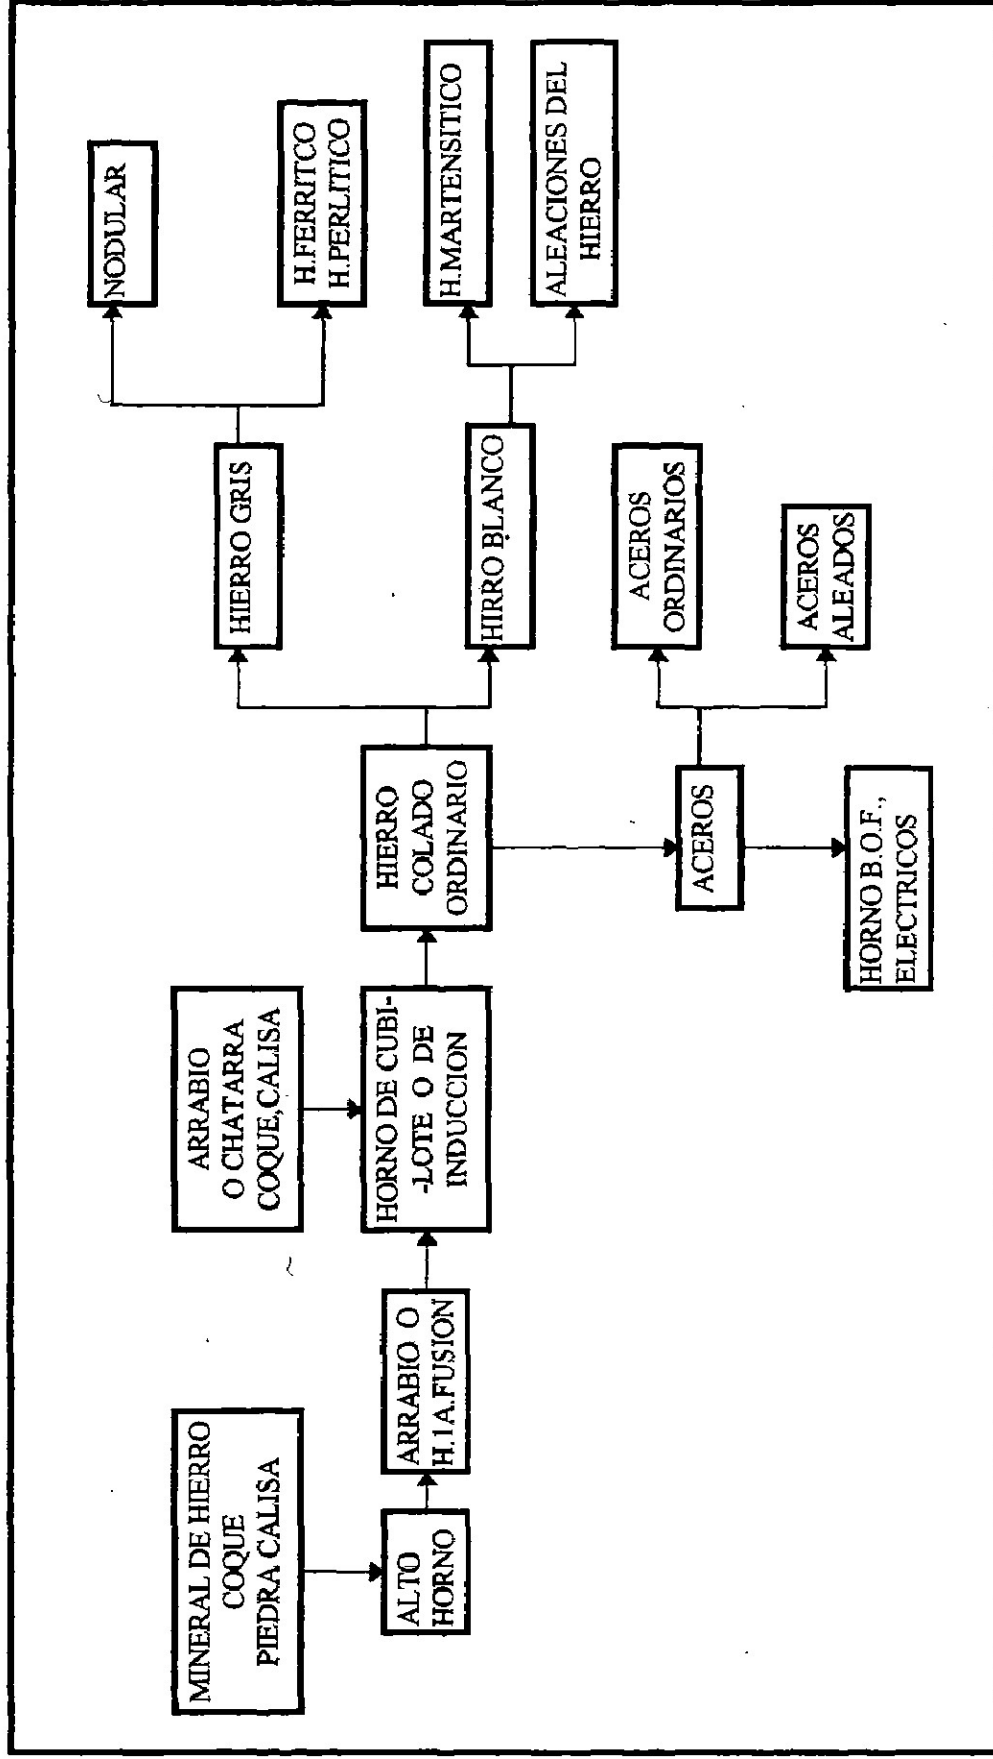 MINERAL DE HIERRO
COQUE
PIEDRA CALISA
ALTO
HORNO
ARRABIO O
H.1A.FUSION
ARRABIO
O CHATARRA
COQUE,CALISA
HORNO DE CUBI-
-LOTE O DE
INDUCCION
HIERRO
COLADO
ORDINARIO
HIERRO GRIS
NODULAR
H.FERRITCO
H.PERLITICO
HIRRO BLANCO
H.MARTENSITICO
ALEACIONES DEL
HIERRO
ACEROS
ACEROS
ORDINARIOS
ACEROS
ALEADOS
HORNO B.O.F.,
ELECTRICOS